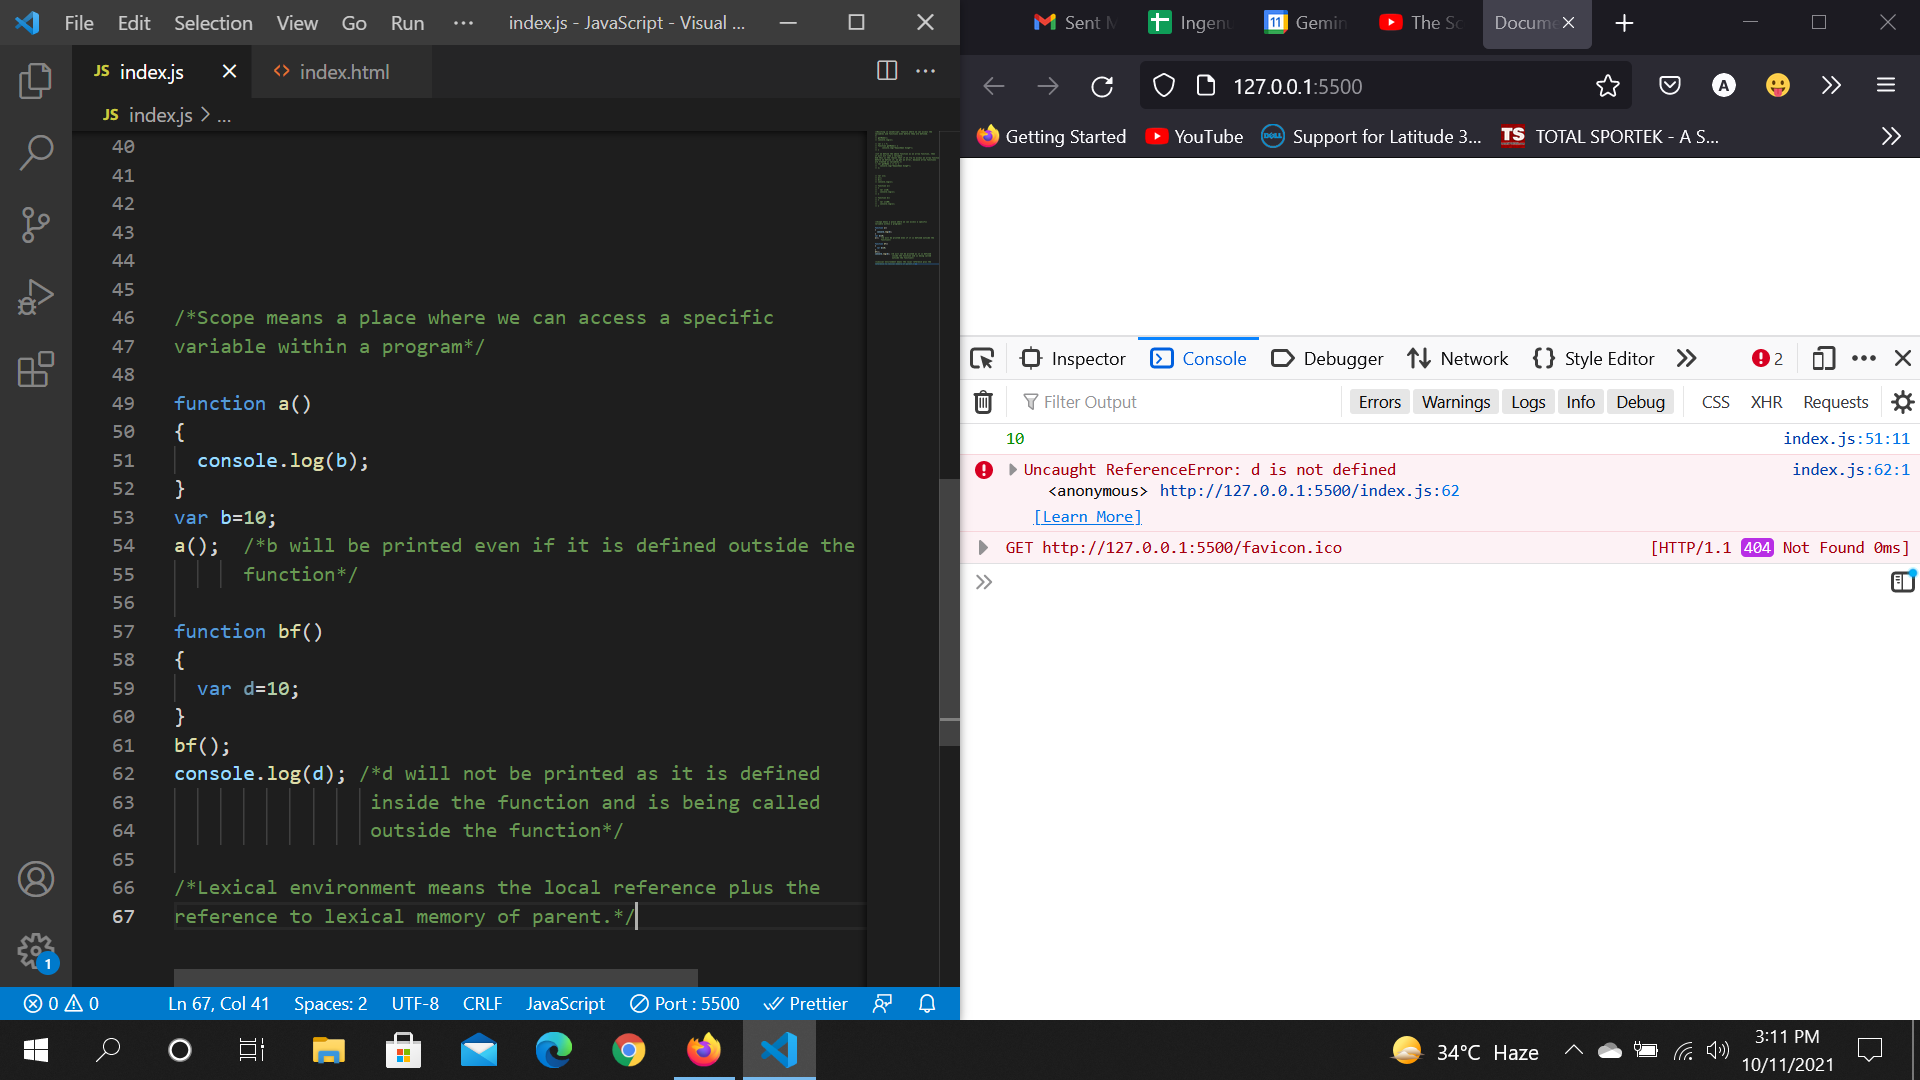 File Edit Selection View Go Run ··· index.js - JavaScript - Visual ...
JS index.js index.html
JS index.js > ...
40
41
42
43
44
45
46 /*Scope means a place where we can access a specific
47 variable within a program*/
48
49 function a()
50 {
51 console.log(b);
52 }
53 var b=10;
54 a(); /*b will be printed even if it is defined outside the
55 function*/
56
57 function bf()
58 {
59 var d=10;
60 }
61 bf();
62 console.log(d); /*d will not be printed as it is defined
63 inside the function and is being called
64 outside the function*/
65
66 /*Lexical environment means the local reference plus the
67 reference to lexical memory of parent.*/
1
0 0 Ln 67, Col 41 Spaces: 2 UTF-8 CRLF JavaScript Port : 5500 Prettier
Sent M Ingenu 11 Gemin The Sc Docume
127.0.0.1:5500 A
Getting Started YouTube DELL Support for Latitude 3... TS TOTAL SPORTEK - A S...
Inspector Console Debugger Network Style Editor 2
Filter Output Errors Warnings Logs Info Debug CSS XHR Requests
10 index.js:51:11
Uncaught ReferenceError: d is not defined index.js:62:1
<anonymous> http://127.0.0.1:5500/index.js:62
[Learn More]
GET http://127.0.0.1:5500/favicon.ico [HTTP/1.1 404 Not Found 0ms]
34°C Haze 3:11 PM
10/11/2021